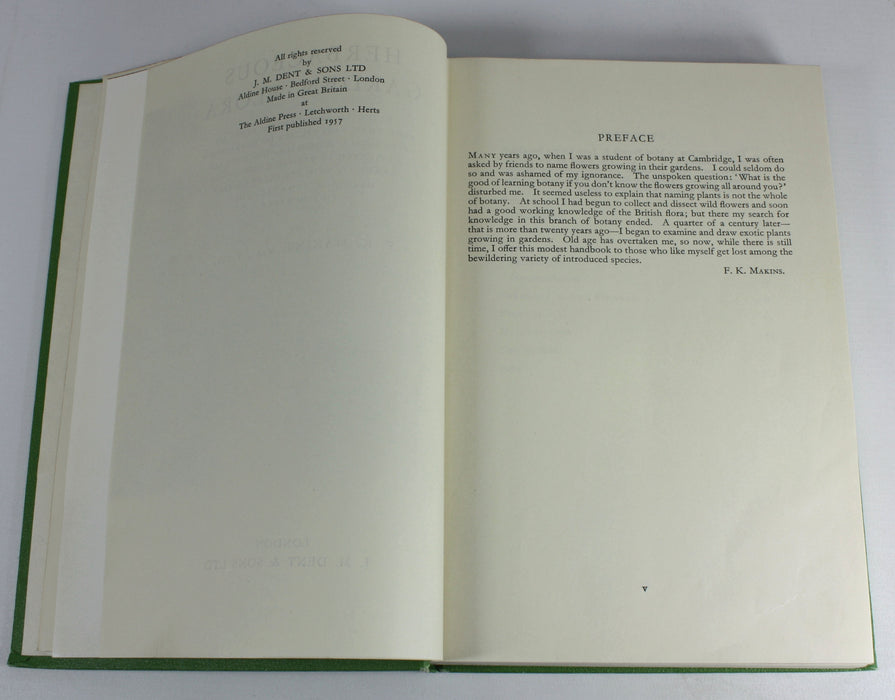 All rights reserved
by
J. M. DENT & SONS LTD
Aldine House · Bedford Street · London
Made in Great Britain
at
The Aldine Press · Letchworth · Herts
First published 1957
LONDON
J. M. DENT & SONS LTD
PREFACE
MANY years ago, when I was a student of botany at Cambridge, I was often
asked by friends to name flowers growing in their gardens. I could seldom do
so and was ashamed of my ignorance. The unspoken question: 'What is the
good of learning botany if you don't know the flowers growing all around you?'
disturbed me. It seemed useless to explain that naming plants is not the whole
of botany. At school I had begun to collect and dissect wild flowers and soon
had a good working knowledge of the British flora; but there my search for
knowledge in this branch of botany ended. A quarter of a century later—
that is more than twenty years ago—I began to examine and draw exotic plants
growing in gardens. Old age has overtaken me, so now, while there is still
time, I offer this modest handbook to those who like myself get lost among the
bewildering variety of introduced species.
F. K. MAKINS.
v